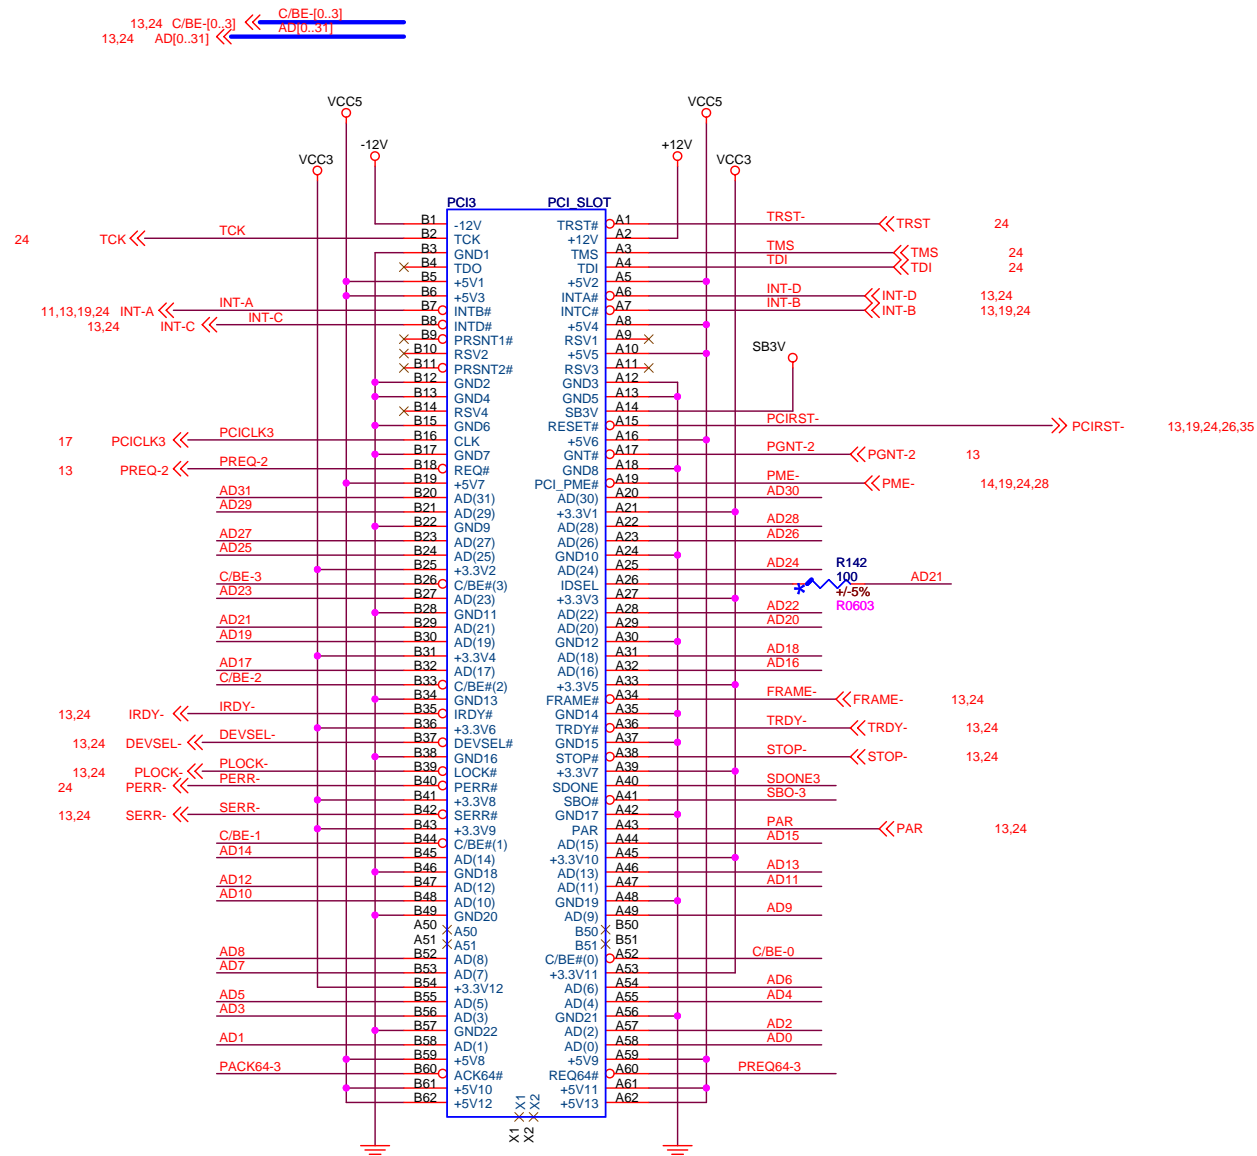 13,24 C/BE-[0..3] C/BE-[0..3]
13,24 AD[0..31] AD[0..31]
VCC5 VCC5
-12V +12V
VCC3 VCC3
PCI3 PCI_SLOT
B1 -12V TRST# A1 TRST- TRST 24
24 TCK TCK B2 TCK +12V A2
B3 GND1 TMS A3 TMS TMS 24
B4 TDO TDI A4 TDI TDI 24
B5 +5V1 +5V2 A5
B6 +5V3 INTA# A6 INT-D INT-D 13,24
11,13,19,24 INT-A INT-A B7 INTB# INTC# A7 INT-B INT-B 13,19,24
13,24 INT-C INT-C B8 INTD# +5V4 A8
B9 PRSNT1# RSV1 A9
B10 RSV2 +5V5 A10 SB3V
B11 PRSNT2# RSV3 A11
B12 GND2 GND3 A12
B13 GND4 GND5 A13
B14 RSV4 SB3V A14
B15 GND6 RESET# A15 PCIRST- PCIRST- 13,19,24,26,35
17 PCICLK3 PCICLK3 B16 CLK +5V6 A16
B17 GND7 GNT# A17 PGNT-2 PGNT-2 13
13 PREQ-2 PREQ-2 B18 REQ# GND8 A18
B19 +5V7 PCI_PME# A19 PME- PME- 14,19,24,28
AD31 B20 AD(31) AD(30) A20 AD30
AD29 B21 AD(29) +3.3V1 A21
B22 GND9 AD(28) A22 AD28
AD27 B23 AD(27) AD(26) A23 AD26
AD25 B24 AD(25) GND10 A24
B25 +3.3V2 AD(24) A25 AD24 R142
C/BE-3 B26 C/BE#(3) IDSEL A26 100 AD21
AD23 B27 AD(23) +3.3V3 A27 +/-5%
B28 GND11 AD(22) A28 AD22 R0603
AD21 B29 AD(21) AD(20) A29 AD20
AD19 B30 AD(19) GND12 A30
B31 +3.3V4 AD(18) A31 AD18
AD17 B32 AD(17) AD(16) A32 AD16
C/BE-2 B33 C/BE#(2) +3.3V5 A33
B34 GND13 FRAME# A34 FRAME- FRAME- 13,24
13,24 IRDY- IRDY- B35 IRDY# GND14 A35
B36 +3.3V6 TRDY# A36 TRDY- TRDY- 13,24
13,24 DEVSEL- DEVSEL- B37 DEVSEL# GND15 A37
B38 GND16 STOP# A38 STOP- STOP- 13,24
13,24 PLOCK- PLOCK- B39 LOCK# +3.3V7 A39
24 PERR- PERR- B40 PERR# SDONE A40 SDONE3
B41 +3.3V8 SBO# A41 SBO-3
13,24 SERR- SERR- B42 SERR# GND17 A42
B43 +3.3V9 PAR A43 PAR PAR 13,24
C/BE-1 B44 C/BE#(1) AD(15) A44 AD15
AD14 B45 AD(14) +3.3V10 A45
B46 GND18 AD(13) A46 AD13
AD12 B47 AD(12) AD(11) A47 AD11
AD10 B48 AD(10) GND19 A48
B49 GND20 AD(9) A49 AD9
A50 A50 B50 B50
A51 A51 B51 B51
AD8 B52 AD(8) C/BE#(0) A52 C/BE-0
AD7 B53 AD(7) +3.3V11 A53
B54 +3.3V12 AD(6) A54 AD6
AD5 B55 AD(5) AD(4) A55 AD4
AD3 B56 AD(3) GND21 A56
B57 GND22 AD(2) A57 AD2
AD1 B58 AD(1) AD(0) A58 AD0
B59 +5V8 +5V9 A59
PACK64-3 B60 ACK64# REQ64# A60 PREQ64-3
B61 +5V10 +5V11 A61
B62 +5V12 +5V13 A62
X1 X2
X1 X2